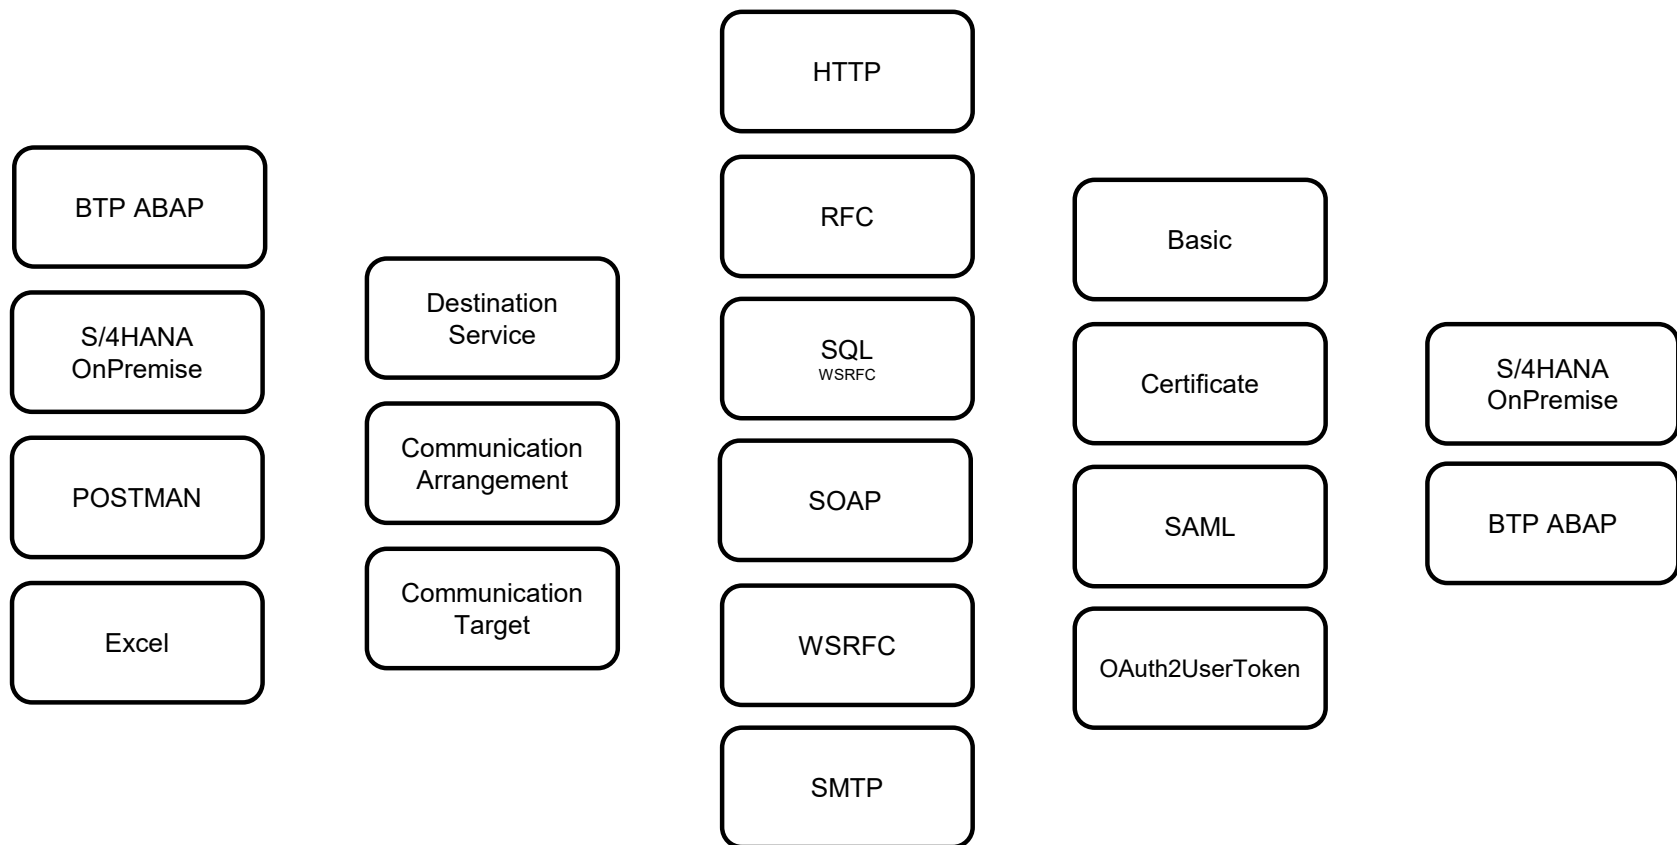 BTP ABAP
S/4HANA
OnPremise
POSTMAN
Excel
Destination
Service
Communication
Arrangement
Communication
Target
HTTP
RFC
SQL
WSRFC
SOAP
WSRFC
SMTP
Basic
Certificate
SAML
OAuth2UserToken
S/4HANA
OnPremise
BTP ABAP